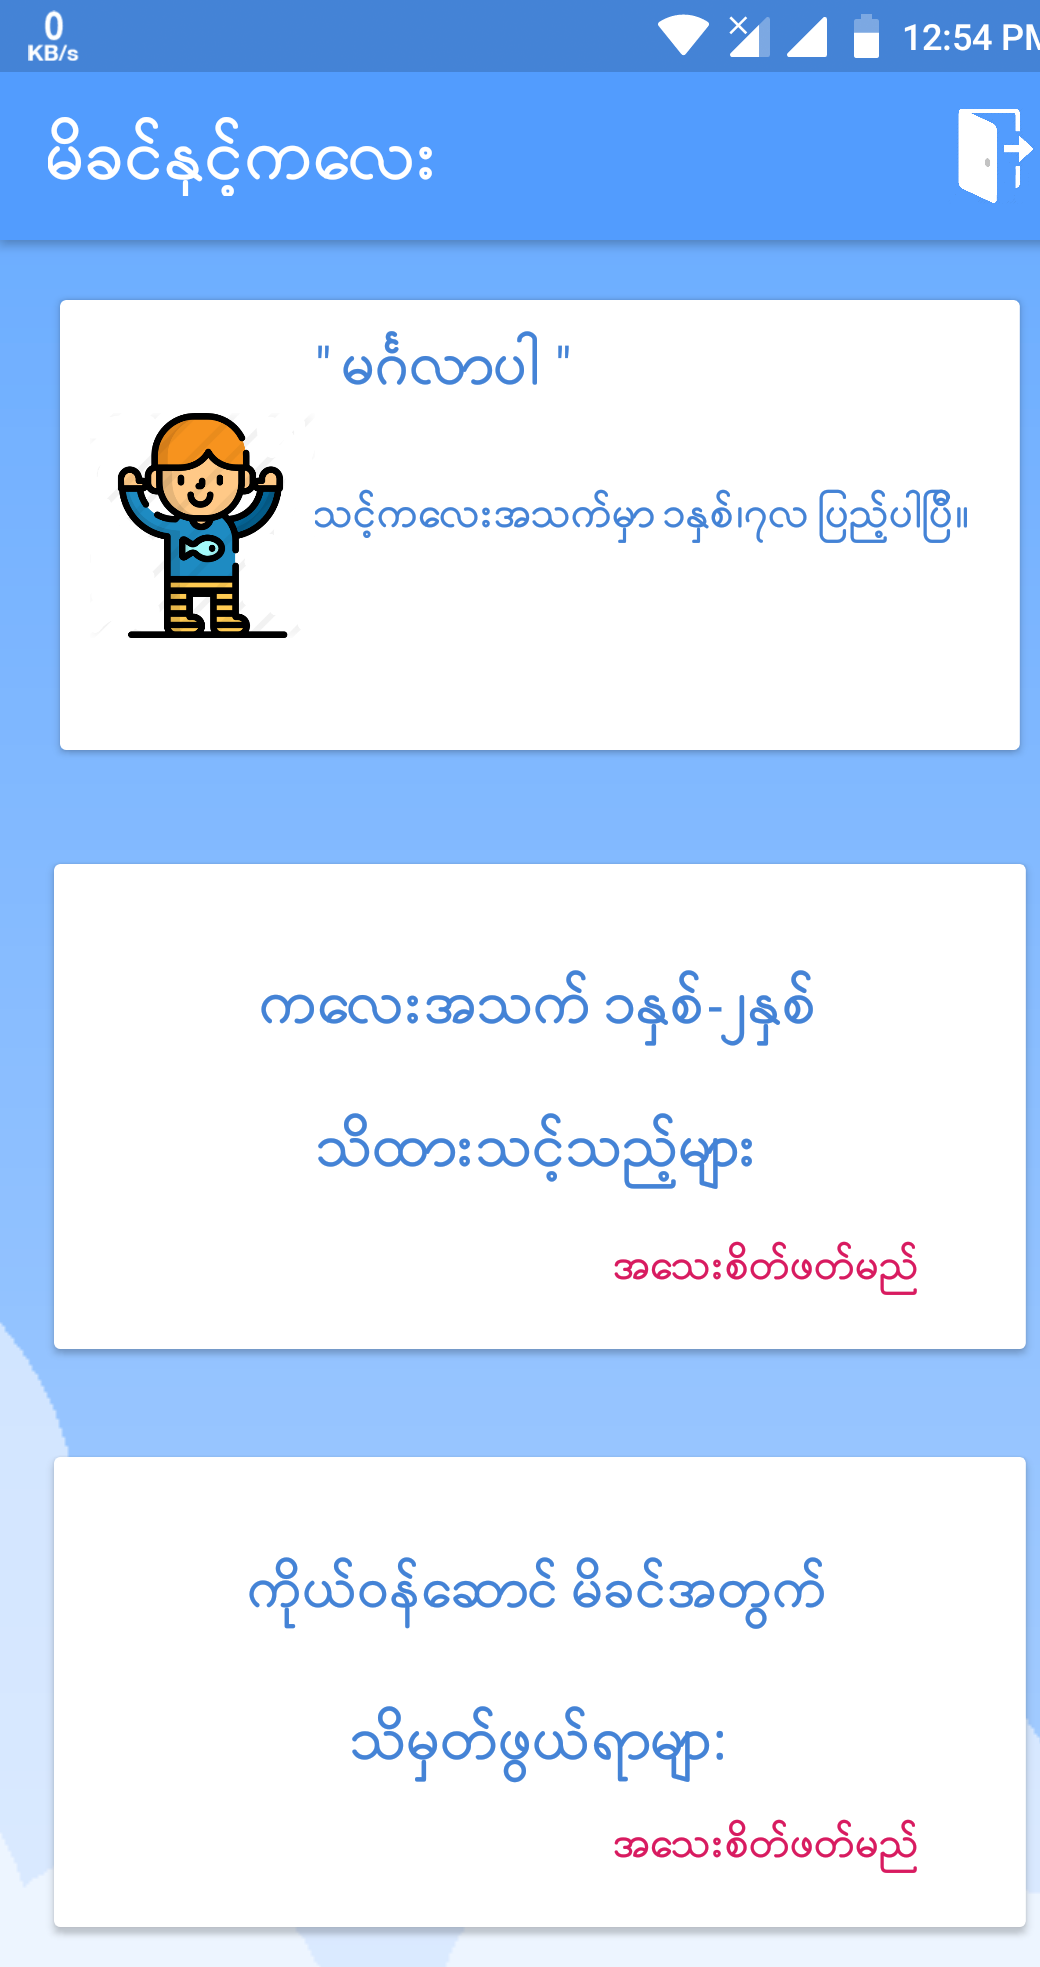 0
KB/s
12:54 PM
မိခင်နှင့်ကလေး
" မင်္ဂလာပါ "
သင့်ကလေးအသက်မှာ ၁နှစ်၊၇လ ပြည့်ပါပြီ။
ကလေးအသက် ၁နှစ်-၂နှစ်
သိထားသင့်သည့်များ
အသေးစိတ်ဖတ်မည်
ကိုယ်ဝန်ဆောင် မိခင်အတွက်
သိမှတ်ဖွယ်ရာများ
အသေးစိတ်ဖတ်မည်